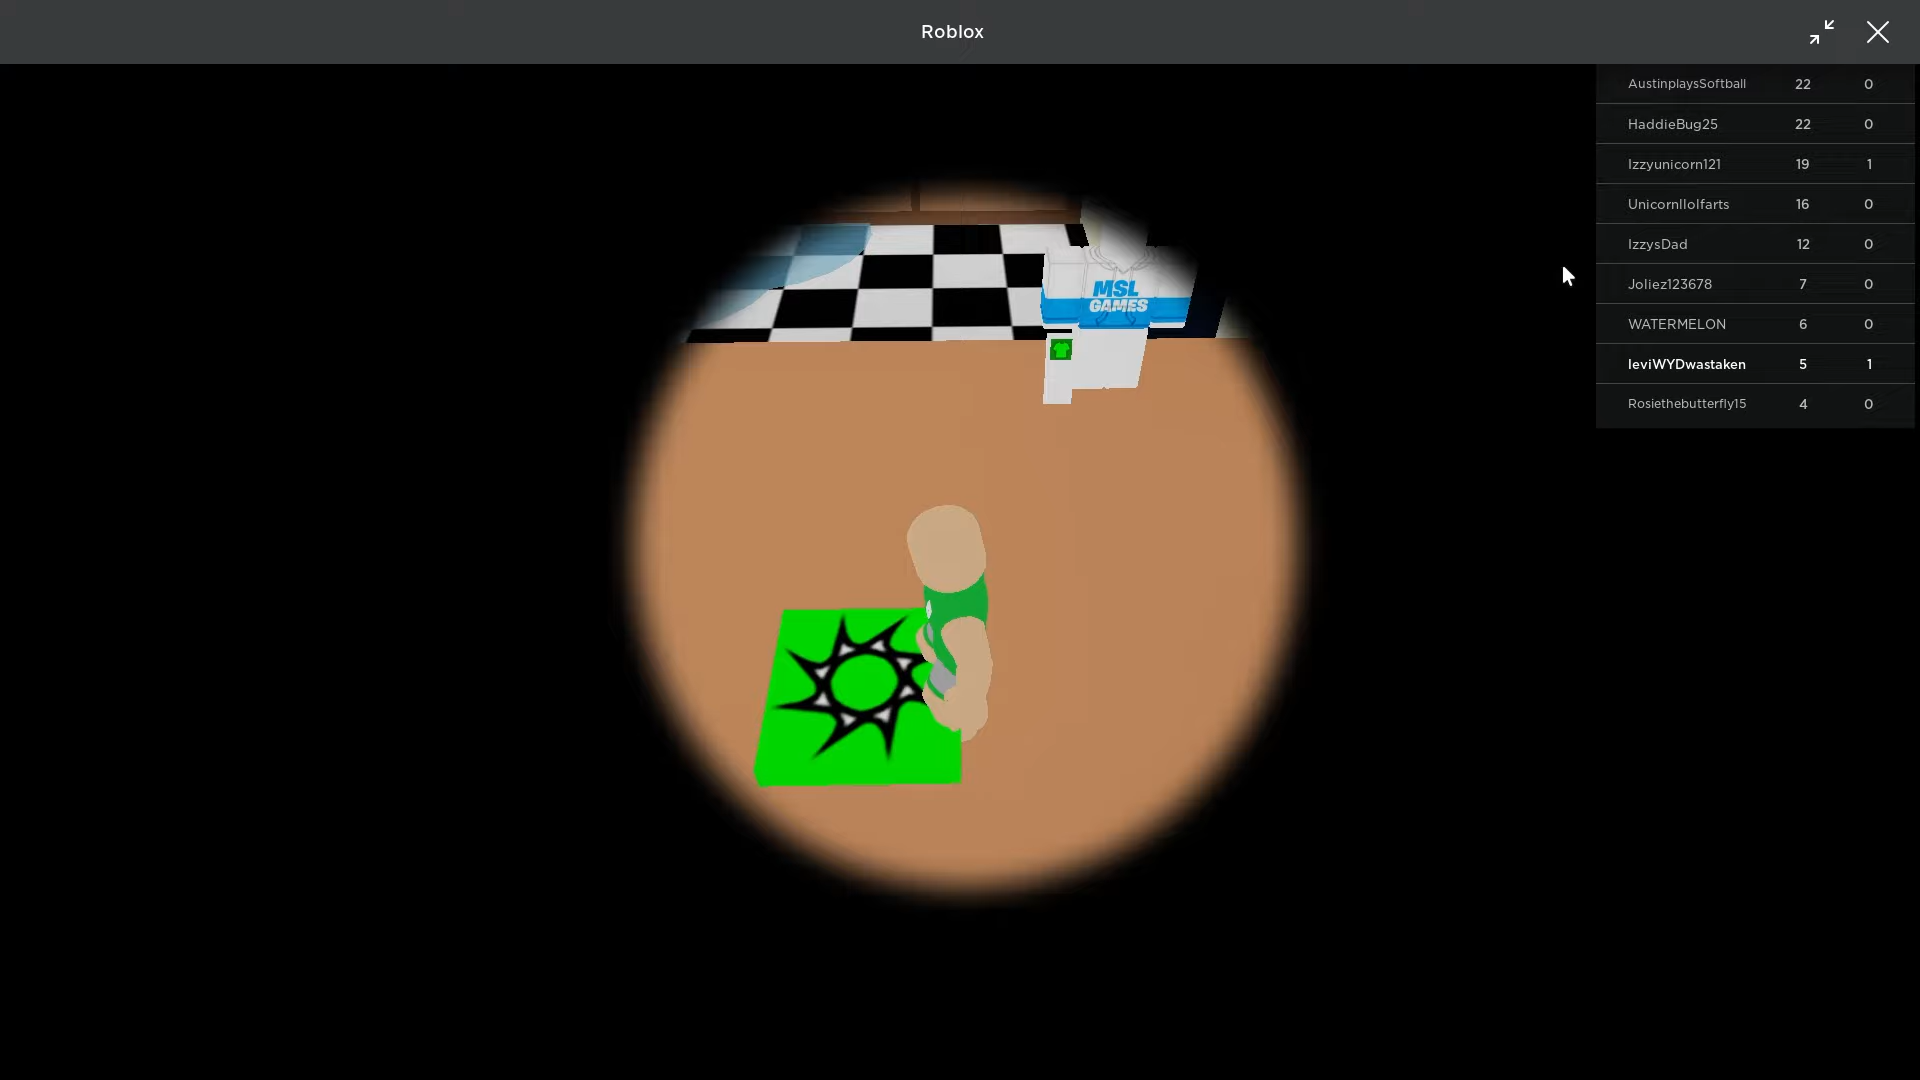 Roblox
AustinplaysSoftball 22 0
HaddieBug25 22 0
Izzyunicorn121 19 1
Unicornllolfarts 16 0
IzzysDad 12 0
Joliez123678 7 0
WATERMELON 6 0
leviWYDwastaken 5 1
Rosiethebutterfly15 4 0
MSL
GAMES